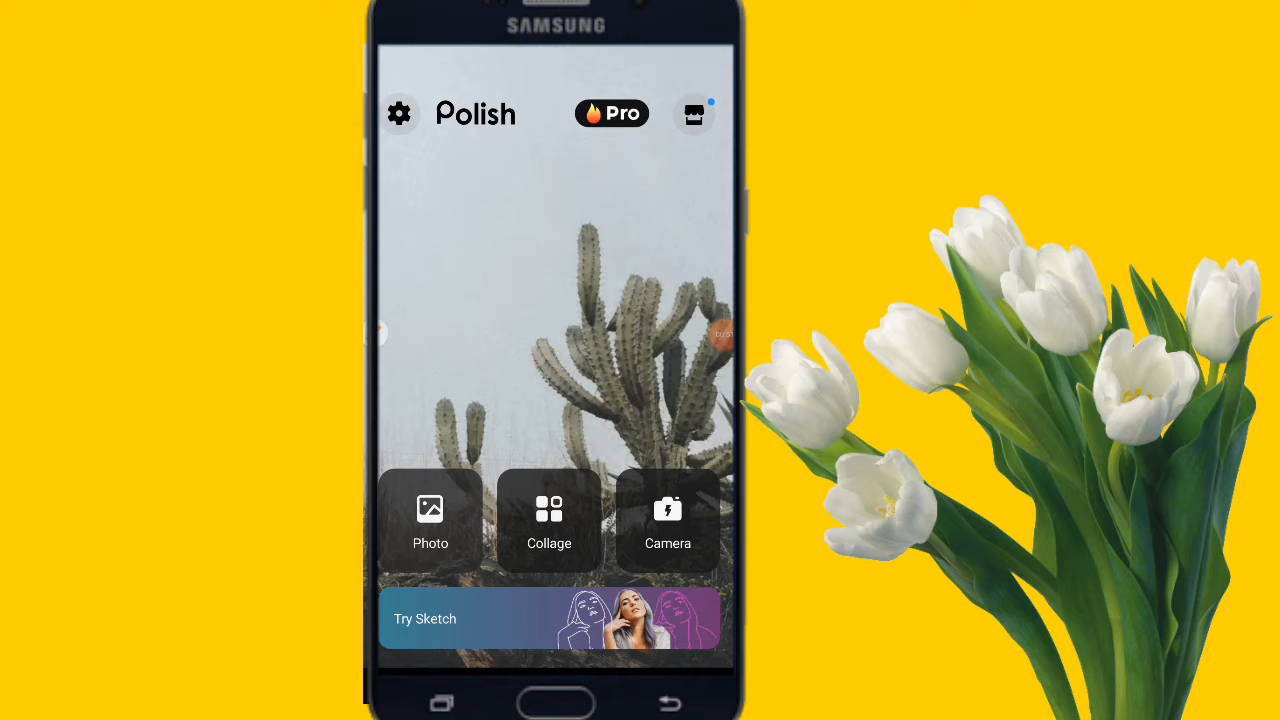 SAMSUNG
Polish
Pro
Photo
Collage
Camera
Try Sketch